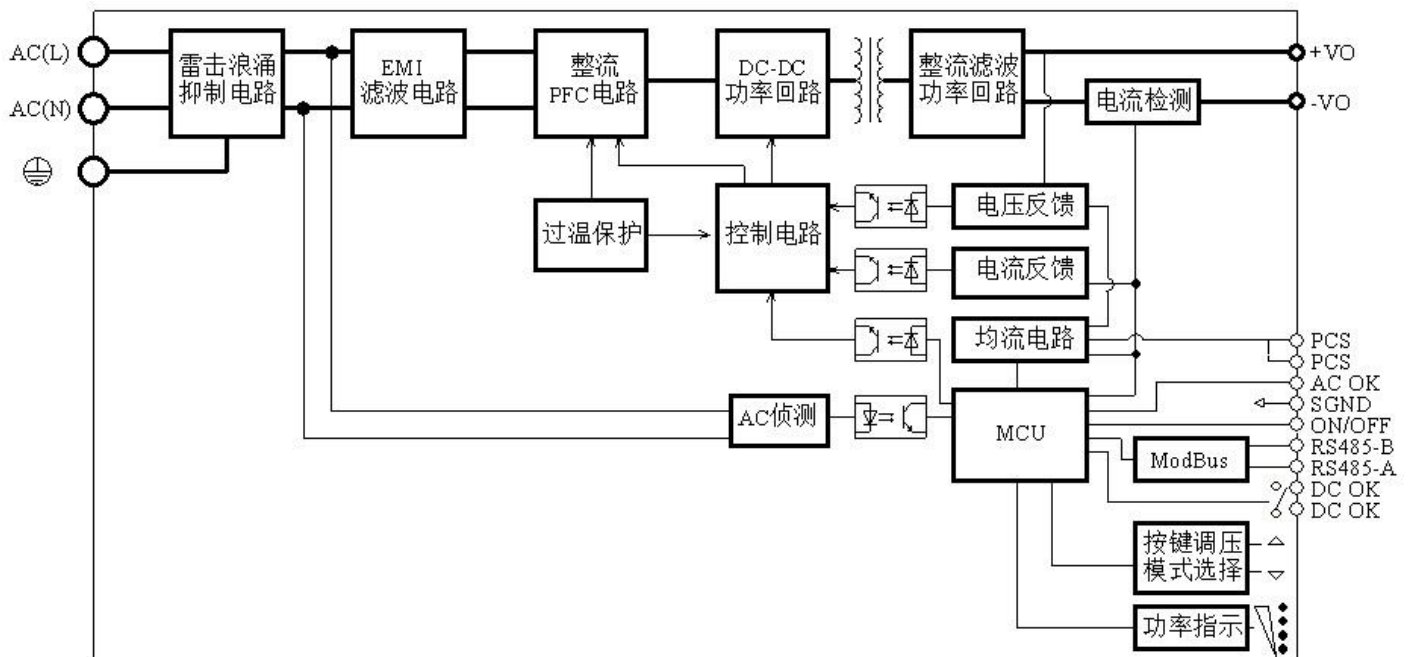 AC(L)
AC(N)
雷击浪涌
抑制电路
EMI
滤波电路
整流
PFC电路
DC-DC
功率回路
整流滤波
功率回路
电流检测
+VO
-VO
过温保护
控制电路
电压反馈
电流反馈
均流电路
AC侦测
MCU
ModBus
PCS
PCS
AC OK
SGND
ON/OFF
RS485-B
RS485-A
DC OK
DC OK
按键调压
模式选择
功率指示